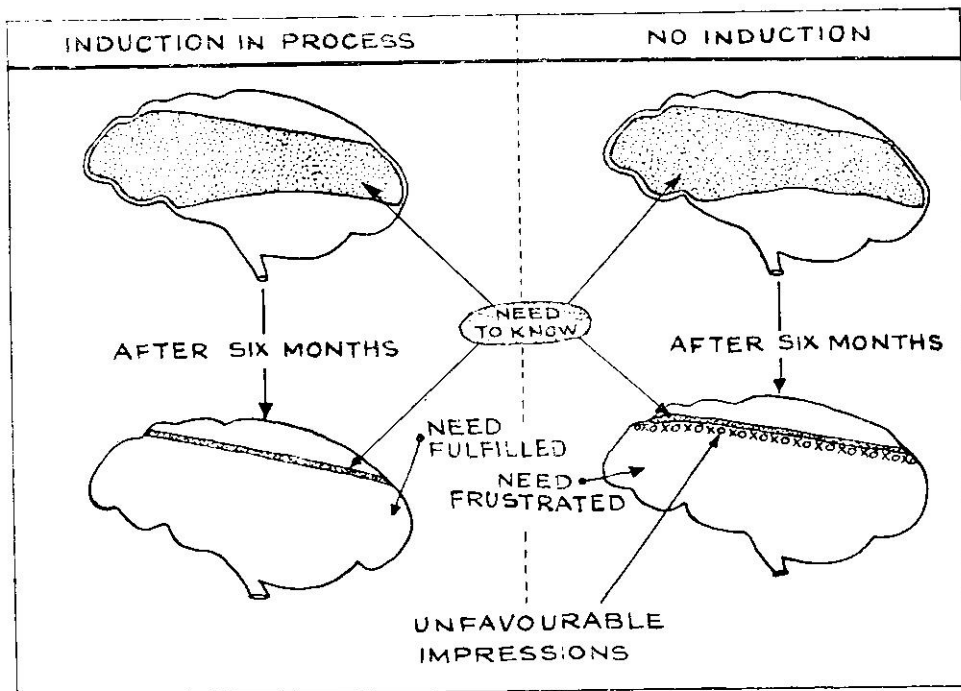 INDUCTION IN PROCESS
NO INDUCTION
NEED
TO KNOW
AFTER SIX MONTHS
AFTER SIX MONTHS
NEED
FULFILLED
NEED
FRUSTRATED
UNFAVOURABLE
IMPRESSIONS